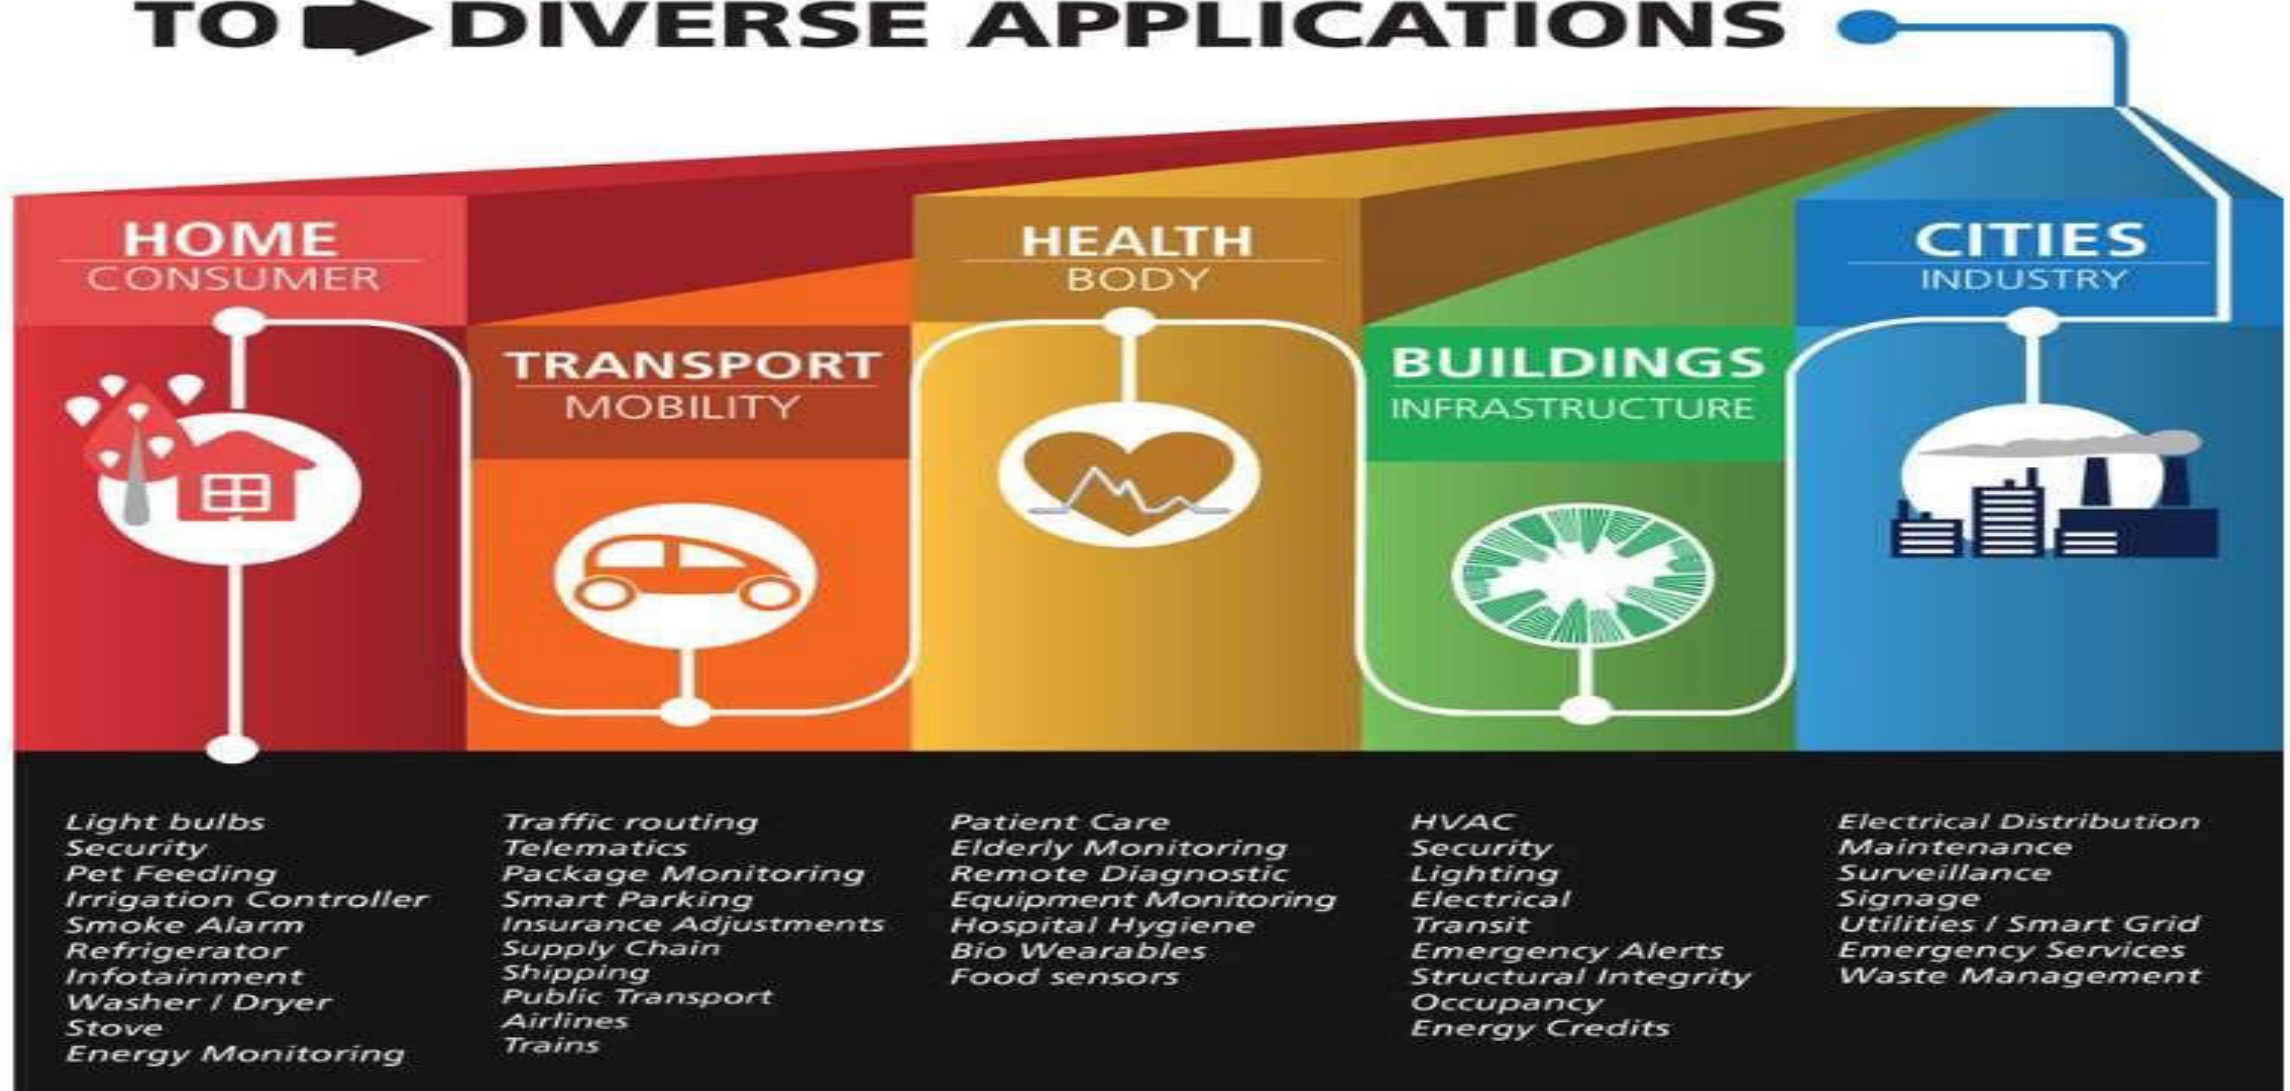 TO DIVERSE APPLICATIONS
HOME
CONSUMER
TRANSPORT
MOBILITY
HEALTH
BODY
BUILDINGS
INFRASTRUCTURE
CITIES
INDUSTRY
Light bulbs
Security
Pet Feeding
Irrigation Controller
Smoke Alarm
Refrigerator
Infotainment
Washer / Dryer
Stove
Energy Monitoring
Traffic routing
Telematics
Package Monitoring
Smart Parking
Insurance Adjustments
Supply Chain
Shipping
Public Transport
Airlines
Trains
Patient Care
Elderly Monitoring
Remote Diagnostic
Equipment Monitoring
Hospital Hygiene
Bio Wearables
Food sensors
HVAC
Security
Lighting
Electrical
Transit
Emergency Alerts
Structural Integrity
Occupancy
Energy Credits
Electrical Distribution
Maintenance
Surveillance
Signage
Utilities / Smart Grid
Emergency Services
Waste Management